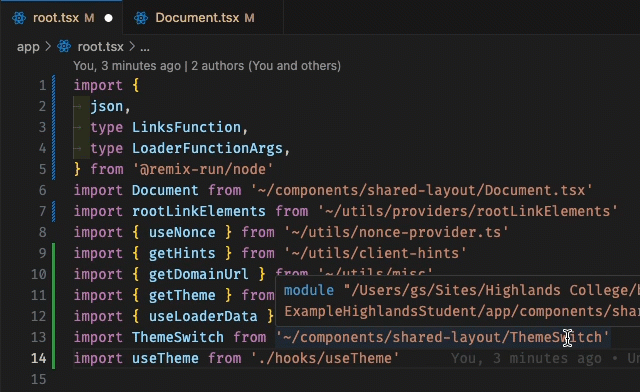 root.tsx M Document.tsx M
app > root.tsx > ...
You, 3 minutes ago | 2 authors (You and others)
1 import {
2 json,
3 type LinksFunction,
4 type LoaderFunctionArgs,
5 } from '@remix-run/node'
6 import Document from '~/components/shared-layout/Document.tsx'
7 import rootLinkElements from '~/utils/providers/rootLinkElements'
8 import { useNonce } from '~/utils/nonce-provider.ts'
9 import { getHints } from '~/utils/client-hints'
10 import { getDomainUrl } from '~/utils/misc'
module "/Users/gs/Sites/Highlands College/
11 import { getTheme } from
ExampleHighlandsStudent/app/components/shar
12 import { useLoaderData }
13 import ThemeSwitch from '~/components/shared-layout/ThemeSwitch'
14 import useTheme from './hooks/useTheme' You, 3 minutes ago •
15